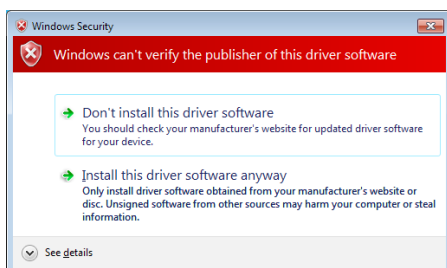 Windows Security
Windows can't verify the publisher of this driver software
Don't install this driver software
You should check your manufacturer's website for updated driver software
for your device.
Install this driver software anyway
Only install driver software obtained from your manufacturer's website or
disc. Unsigned software from other sources may harm your computer or steal
information.
See details